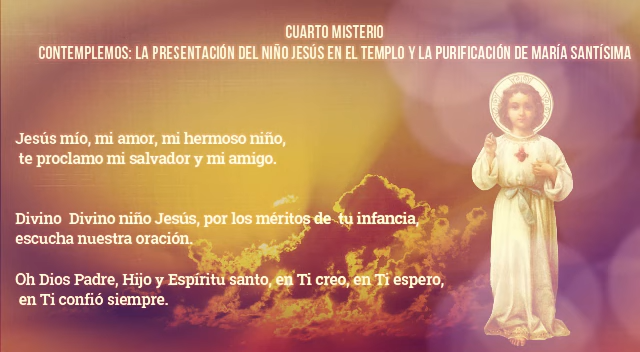 CUARTO MISTERIO
CONTEMPLEMOS: LA PRESENTACIÓN DEL NIÑO JESÚS EN EL TEMPLO Y LA PURIFICACIÓN DE MARÍA SANTÍSIMA
Jesús mío, mi amor, mi hermoso niño,
te proclamo mi salvador y mi amigo.
Divino Divino niño Jesús, por los méritos de tu infancia,
escucha nuestra oración.
Oh Dios Padre, Hijo y Espíritu santo, en Ti creo, en Ti espero,
en Ti confió siempre.